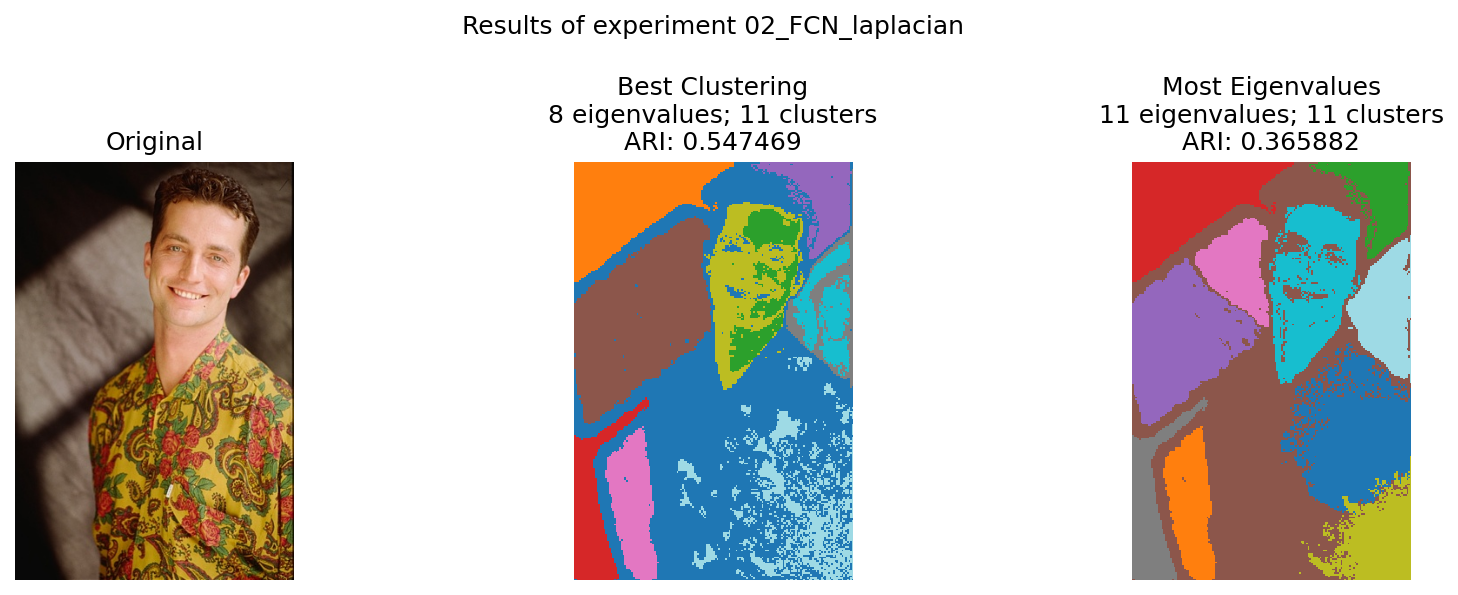 Results of experiment 02_FCN_laplacian
Original
Best Clustering
8 eigenvalues; 11 clusters
ARI: 0.547469
Most Eigenvalues
11 eigenvalues; 11 clusters
ARI: 0.365882